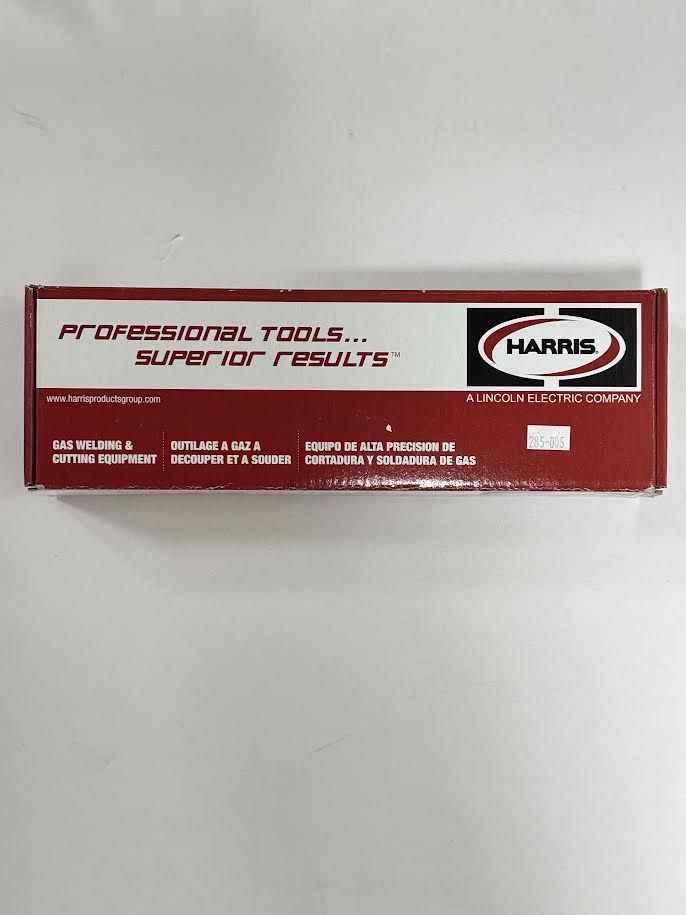 PROFESSIONAL TOOLS...
SUPERIOR RESULTS™
HARRIS®
www.harrisproductsgroup.com
A LINCOLN ELECTRIC COMPANY
GAS WELDING &
CUTTING EQUIPMENT
OUTILAGE A GAZ A
DECOUPER ET A SOUDER
EQUIPO DE ALTA PRECISION DE
CORTADURA Y SOLDADURA DE GAS
285-005